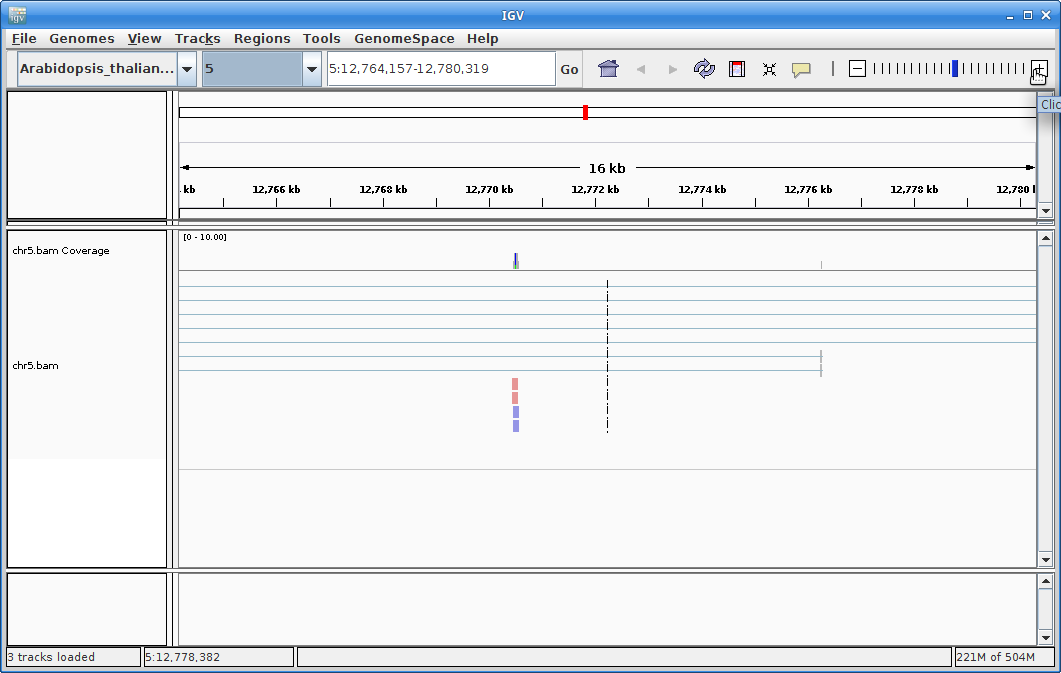 igv
IGV
File Genomes View Tracks Regions Tools GenomeSpace Help
Arabidopsis_thalian... 5 5:12,764,157-12,780,319 Go
Clic
16 kb
kb 12,766 kb 12,768 kb 12,770 kb 12,772 kb 12,774 kb 12,776 kb 12,778 kb 12,780 k
[0 - 10.00]
chr5.bam Coverage
chr5.bam
3 tracks loaded 5:12,778,382 221M of 504M